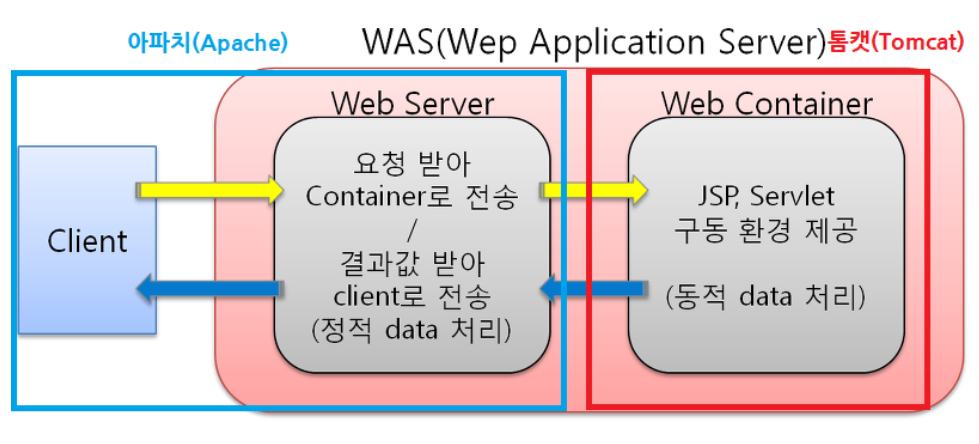 아파치(Apache)
WAS(Wep Application Server)톰캣(Tomcat)
Web Server
Web Container
Client
요청 받아
Container로 전송
/
결과값 받아
client로 전송
(정적 data 처리)
JSP, Servlet
구동 환경 제공
(동적 data 처리)